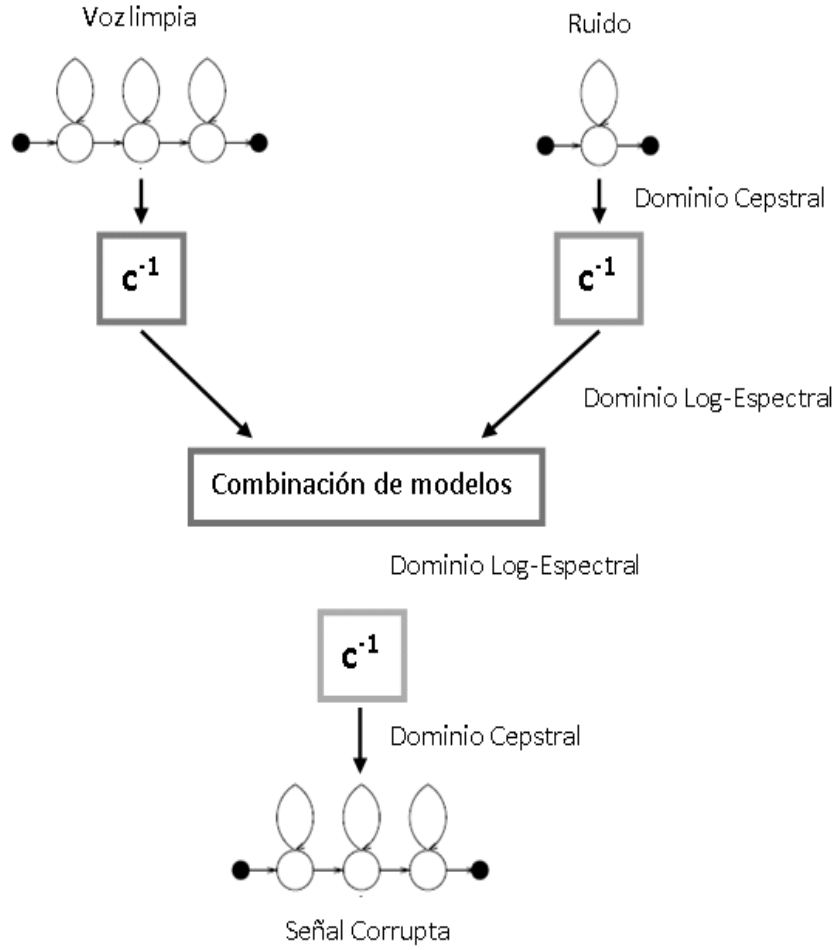 Voz limpia
Ruido
Dominio Cepstral
c⁻¹
c⁻¹
Dominio Log-Espectral
Combinación de modelos
Dominio Log-Espectral
c⁻¹
Dominio Cepstral
Señal Corrupta